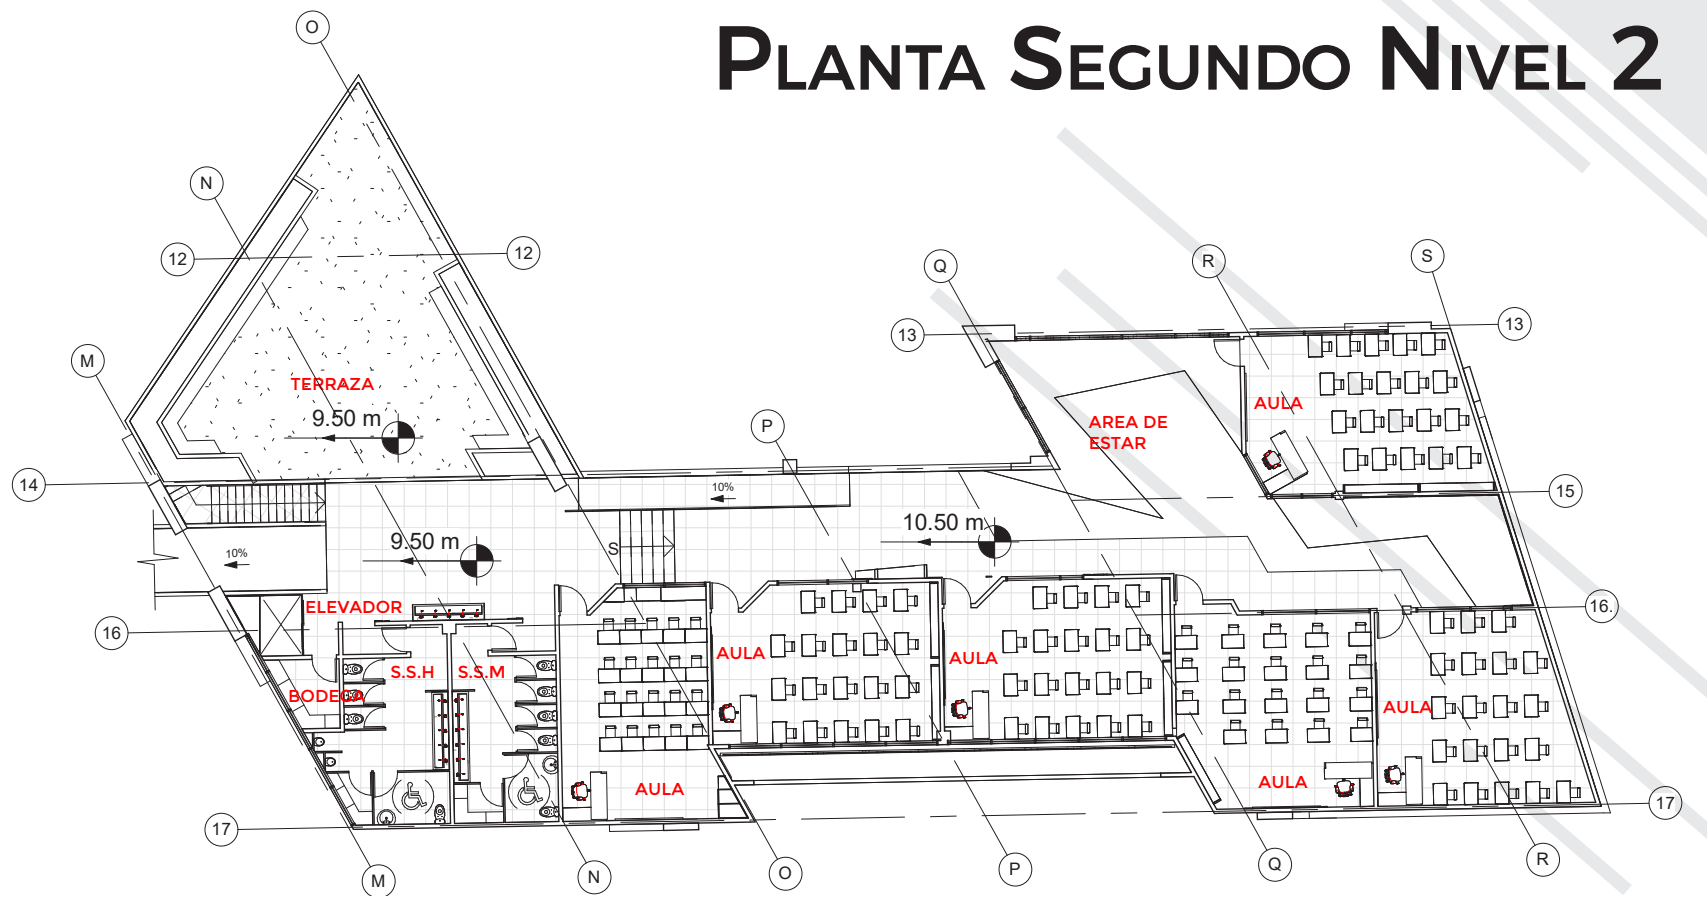 PLANTA SEGUNDO NIVEL 2
O
N
12
12
M
Q
R
S
13
13
TERRAZA
9.50 m
AULA
AREA DE
ESTAR
P
14
10%
15
10.50 m
9.50 m
S
10%
ELEVADOR
16
16.
AULA
AULA
S.S.H
S.S.M
BODEGA
AULA
AULA
AULA
17
17
M
N
O
P
Q
R